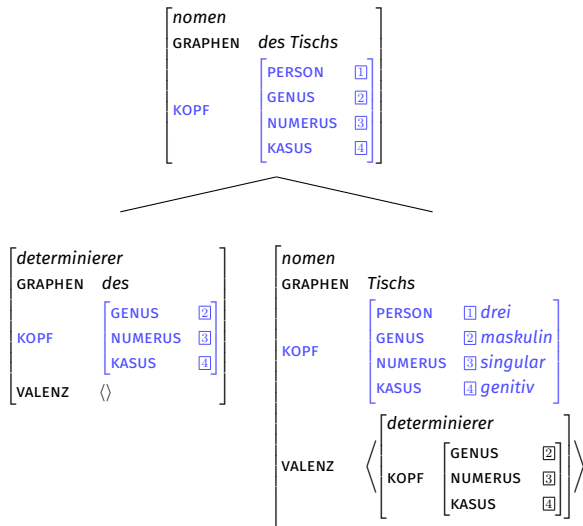 nomen
GRAPHEN des Tischs
KOPF
PERSON 1
GENUS 2
NUMERUS 3
KASUS 4
determinierer
GRAPHEN des
KOPF
GENUS 2
NUMERUS 3
KASUS 4
VALENZ ⟨⟩
nomen
GRAPHEN Tischs
KOPF
PERSON 1 drei
GENUS 2 maskulin
NUMERUS 3 singular
KASUS 4 genitiv
VALENZ
determinierer
KOPF
GENUS 2
NUMERUS 3
KASUS 4